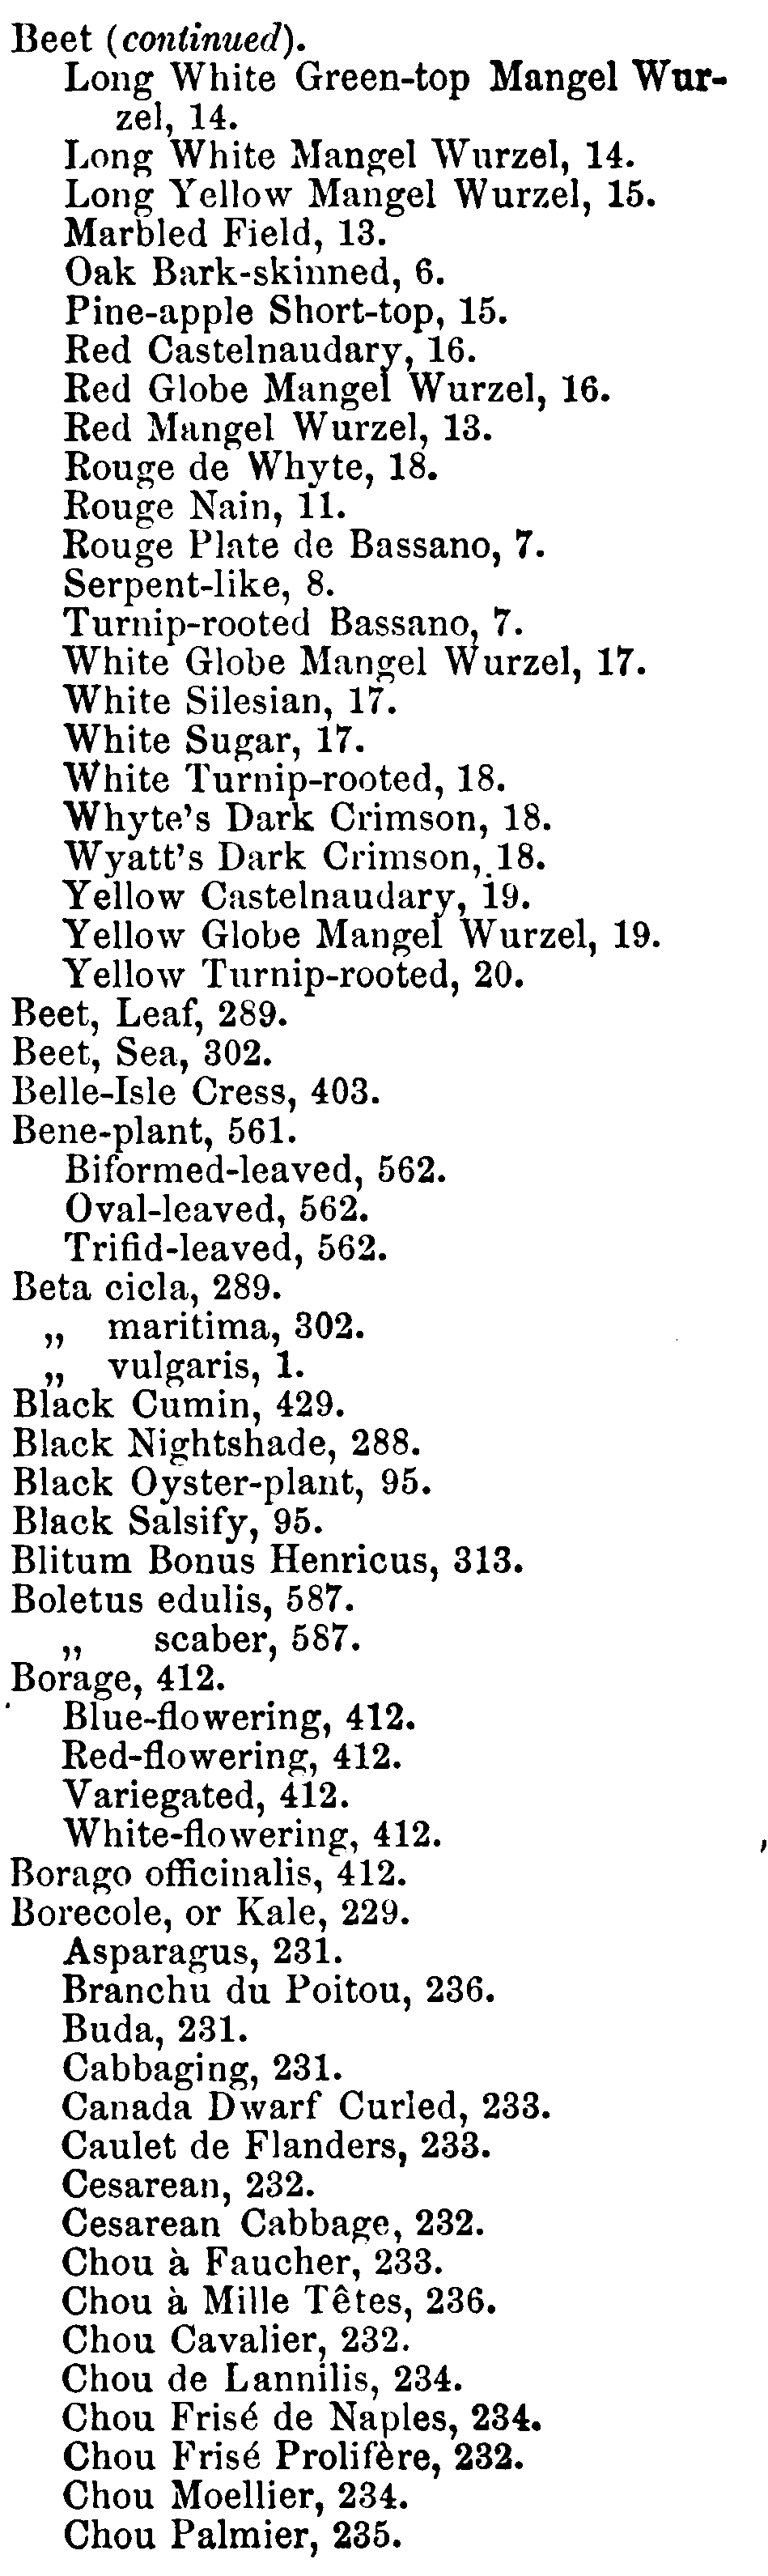 Beet (continued).
Long White Green-top Mangel Wur-
zel, 14.
Long White Mangel Wurzel, 14.
Long Yellow Mangel Wurzel, 15.
Marbled Field, 13.
Oak Bark-skinned, 6.
Pine-apple Short-top, 15.
Red Castelnaudary, 16.
Red Globe Mangel Wurzel, 16.
Red Mangel Wurzel, 13.
Rouge de Whyte, 18.
Rouge Nain, 11.
Rouge Plate de Bassano, 7.
Serpent-like, 8.
Turnip-rooted Bassano, 7.
White Globe Mangel Wurzel, 17.
White Silesian, 17.
White Sugar, 17.
White Turnip-rooted, 18.
Whyte's Dark Crimson, 18.
Wyatt's Dark Crimson, 18.
Yellow Castelnaudary, 19.
Yellow Globe Mangel Wurzel, 19.
Yellow Turnip-rooted, 20.
Beet, Leaf, 289.
Beet, Sea, 302.
Belle-Isle Cress, 403.
Bene-plant, 561.
Biformed-leaved, 562.
Oval-leaved, 562.
Trifid-leaved, 562.
Beta cicla, 289.
„ maritima, 302.
„ vulgaris, 1.
Black Cumin, 429.
Black Nightshade, 288.
Black Oyster-plant, 95.
Black Salsify, 95.
Blitum Bonus Henricus, 313.
Boletus edulis, 587.
„ scaber, 587.
Borage, 412.
Blue-flowering, 412.
Red-flowering, 412.
Variegated, 412.
White-flowering, 412.
Borago officinalis, 412.
Borecole, or Kale, 229.
Asparagus, 231.
Branchu du Poitou, 236.
Buda, 231.
Cabbaging, 231.
Canada Dwarf Curled, 233.
Caulet de Flanders, 233.
Cesarean, 232.
Cesarean Cabbage, 232.
Chou à Faucher, 233.
Chou à Mille Têtes, 236.
Chou Cavalier, 232.
Chou de Lannilis, 234.
Chou Frisé de Naples, 234.
Chou Frisé Prolifère, 232.
Chou Moellier, 234.
Chou Palmier, 235.